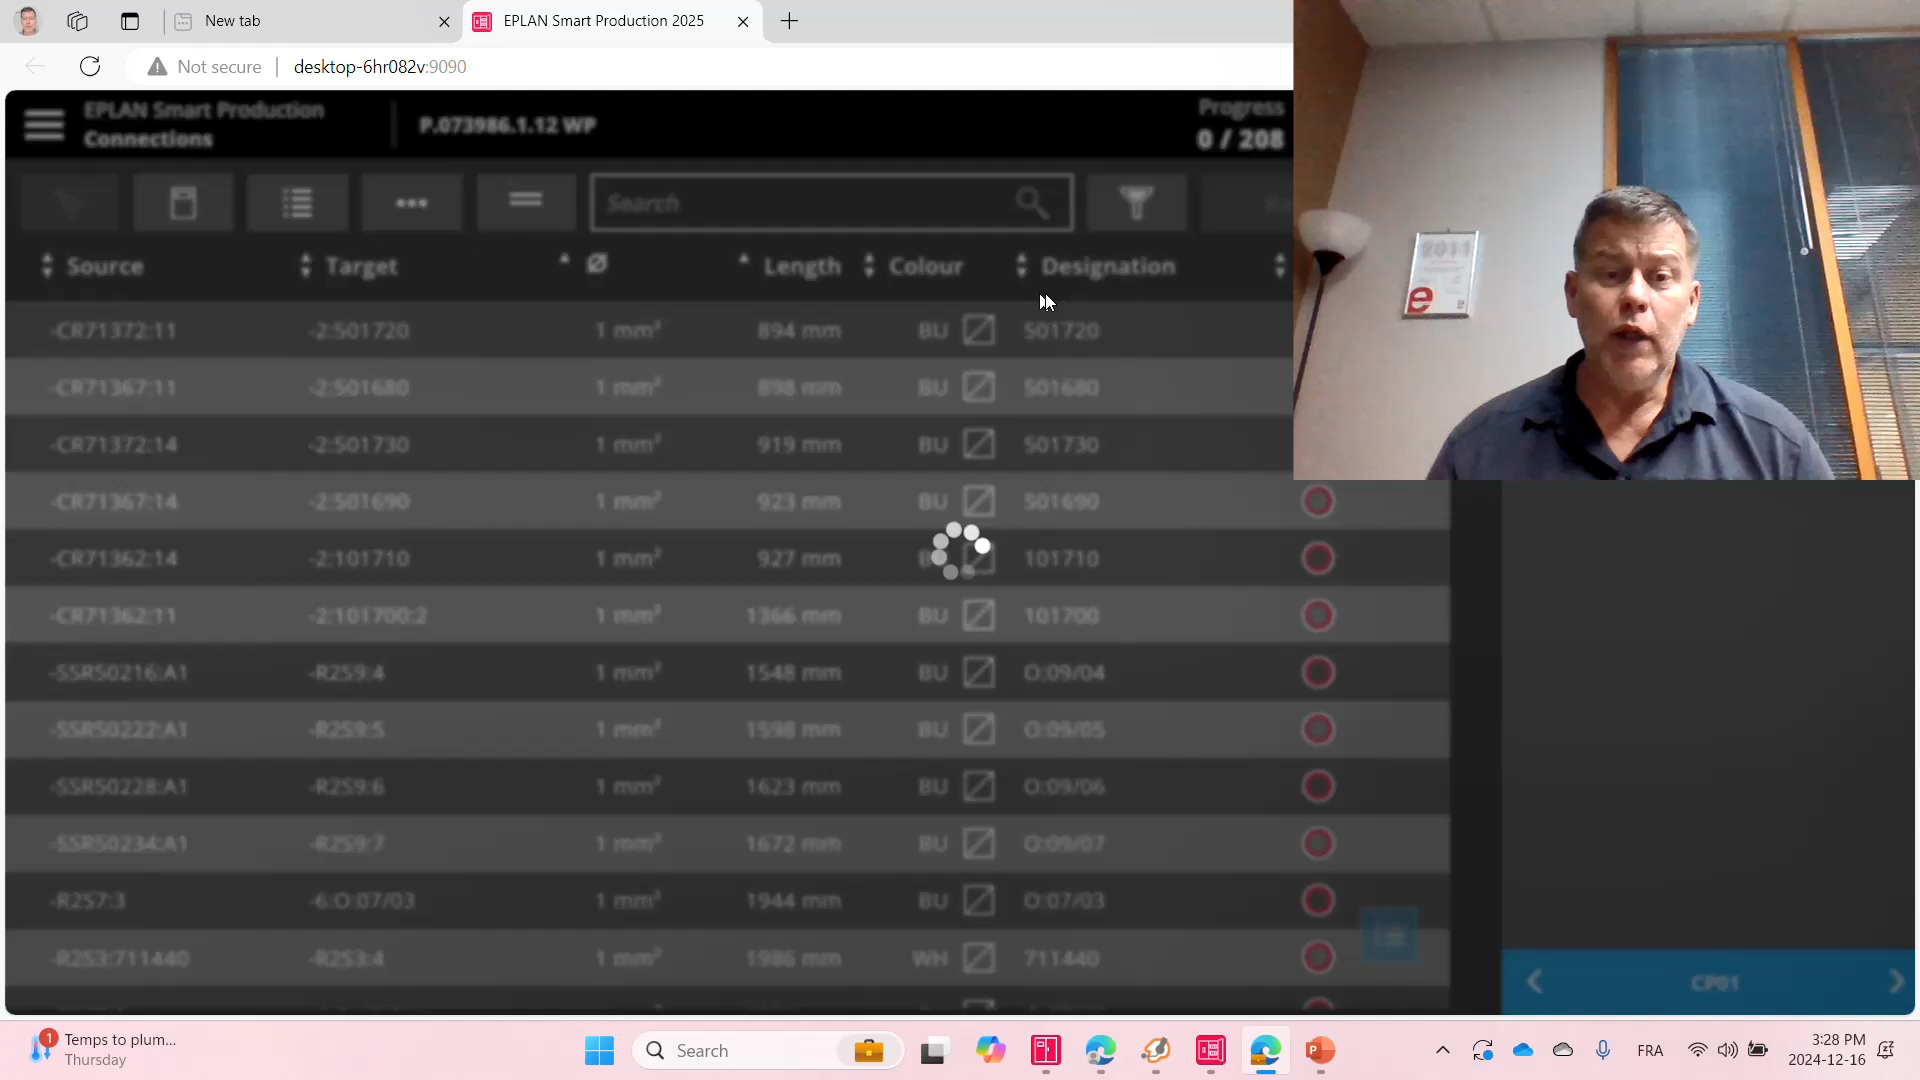 New tab
EPLAN Smart Production 2025
Not secure
desktop-6hr082v:9090
EPLAN Smart Production
Connections
P.073986.1.12 WP
Progress
0 / 208
Search
Source Target Ø Length Colour Designation
-CR71372:11 -2:501720 1 mm² 894 mm BU 501720
-CR71367:11 -2:501680 1 mm² 898 mm BU 501680
-CR71372:14 -2:501730 1 mm² 919 mm BU 501730
-CR71367:14 -2:501690 1 mm² 923 mm BU 501690
-CR71362:14 -2:101710 1 mm² 927 mm 101710
-CR71362:11 -2:101700:2 1 mm² 1366 mm BU 101700
-SSR50216:A1 -R2S9:4 1 mm² 1548 mm BU O:09/04
-SSR50222:A1 -R2S9:5 1 mm² 1598 mm BU O:09/05
-SSR50228:A1 -R2S9:6 1 mm² 1623 mm BU O:09/06
-SSR50234:A1 -R2S9:7 1 mm² 1672 mm BU O:09/07
-R2S7:3 -6:O:07/03 1 mm² 1944 mm BU O:07/03
-R2S3:711440 -R2S3:4 1 mm² 1986 mm WH 711440
CP01
2014
e
1
Temps to plum...
Thursday
Search
FRA
3:28 PM
2024-12-16